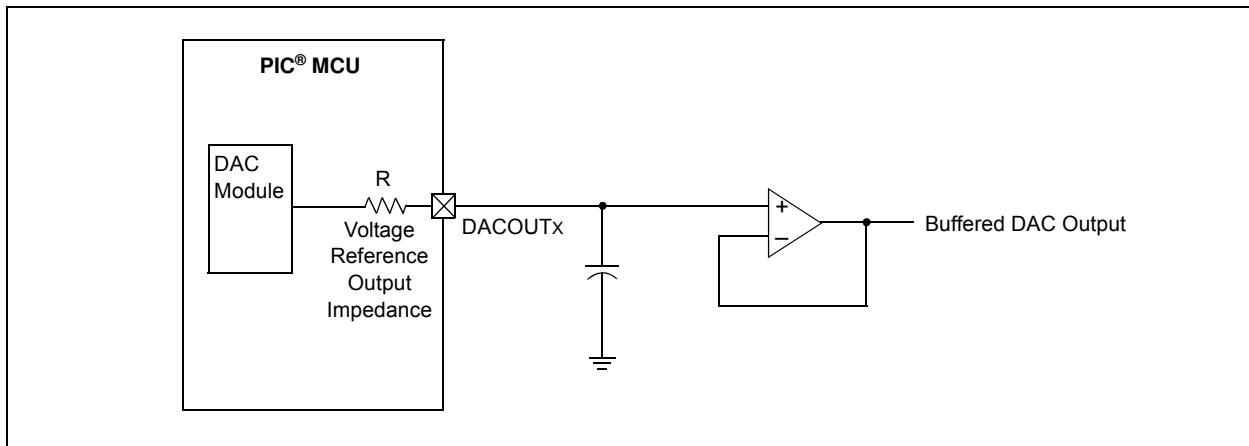 PIC® MCU
DAC
Module
R
Voltage
Reference
Output
Impedance
DACOUTX
+
–
Buffered DAC Output